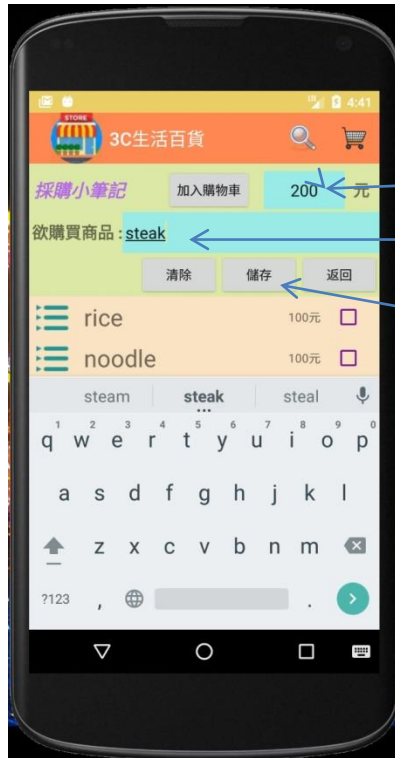 4:41
STORE
3C生活百貨
採購小筆記 加入購物車 200 元
欲購買商品 : steak
清除 儲存 返回
rice 100元
noodle 100元
steam steak steal
1 2 3 4 5 6 7 8 9 0
q w e r t y u i o p
a s d f g h j k l
z x c v b n m
?123 , .